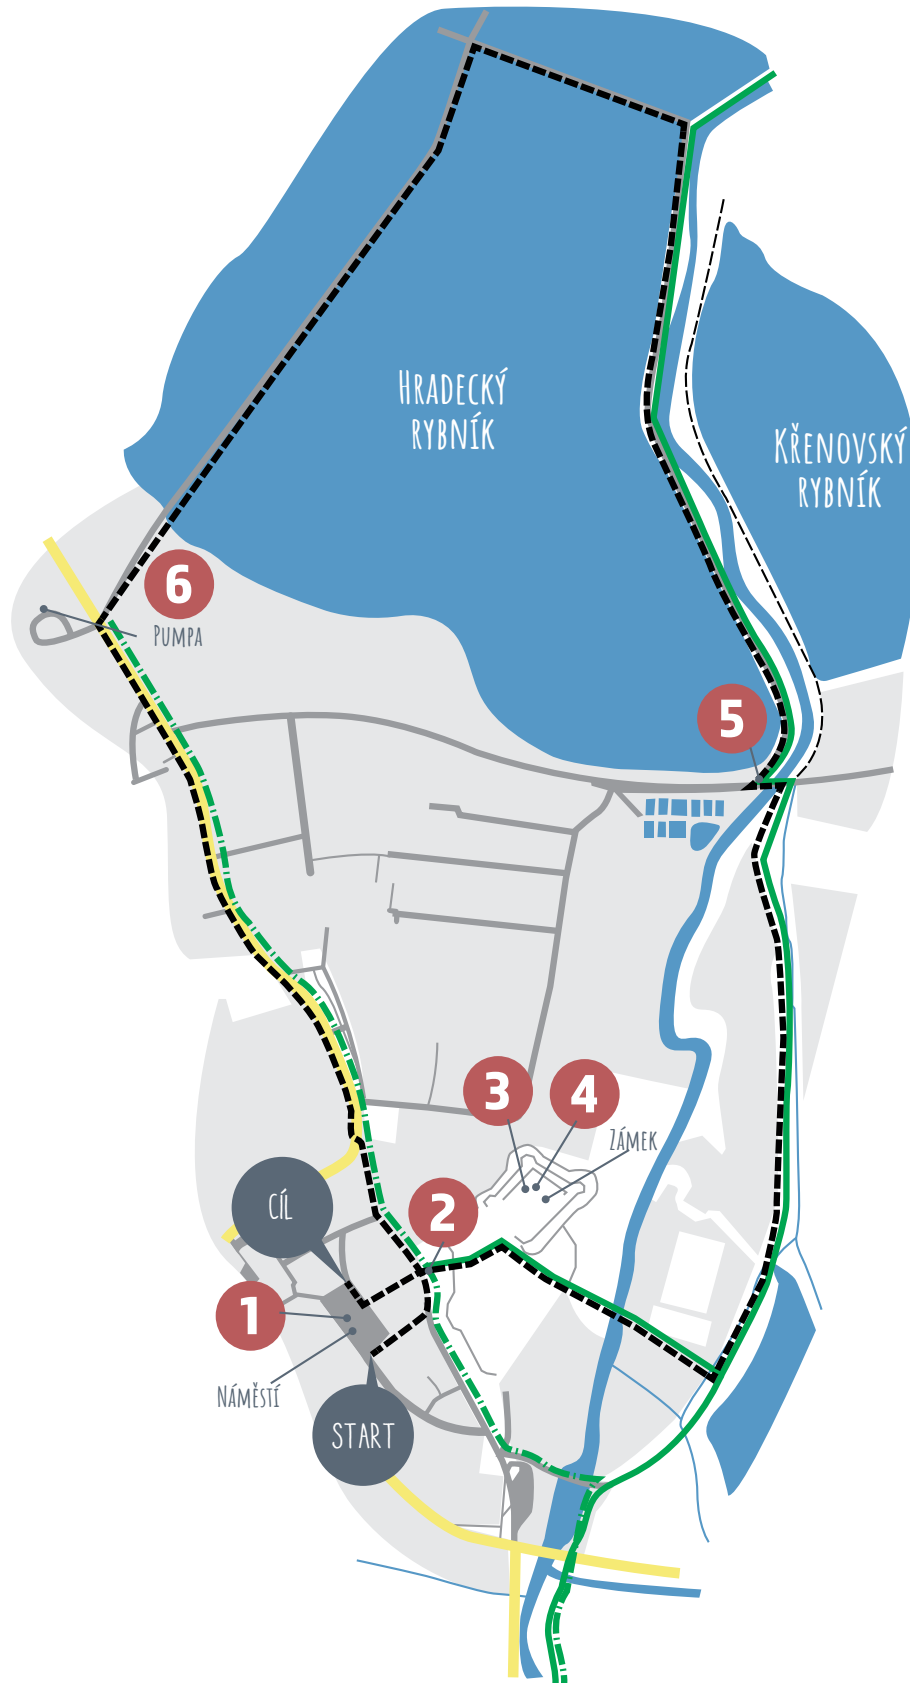 HRADECKÝ
RYBNÍK
KŘENOVSKÝ
RYBNÍK
6
PUMPA
5
3
4
ZÁMEK
CÍL
2
1
NÁMĚSTÍ
START